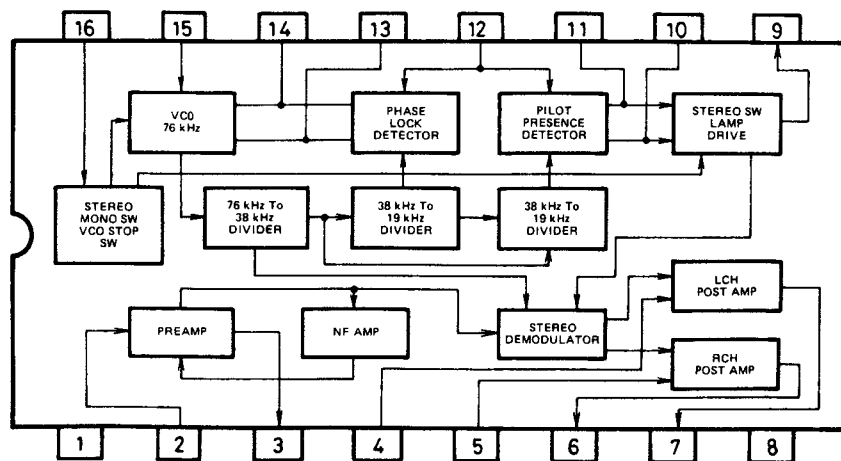 16 15 14 13 12 11 10 9
VCO
76 kHz
PHASE
LOCK
DETECTOR
PILOT
PRESENCE
DETECTOR
STEREO SW
LAMP
DRIVE
STEREO
MONO SW
VCO STOP
SW
76 kHz To
38 kHz
DIVIDER
38 kHz To
19 kHz
DIVIDER
38 kHz To
19 kHz
DIVIDER
PREAMP
NF AMP
STEREO
DEMODULATOR
LCH
POST AMP
RCH
POST AMP
1 2 3 4 5 6 7 8